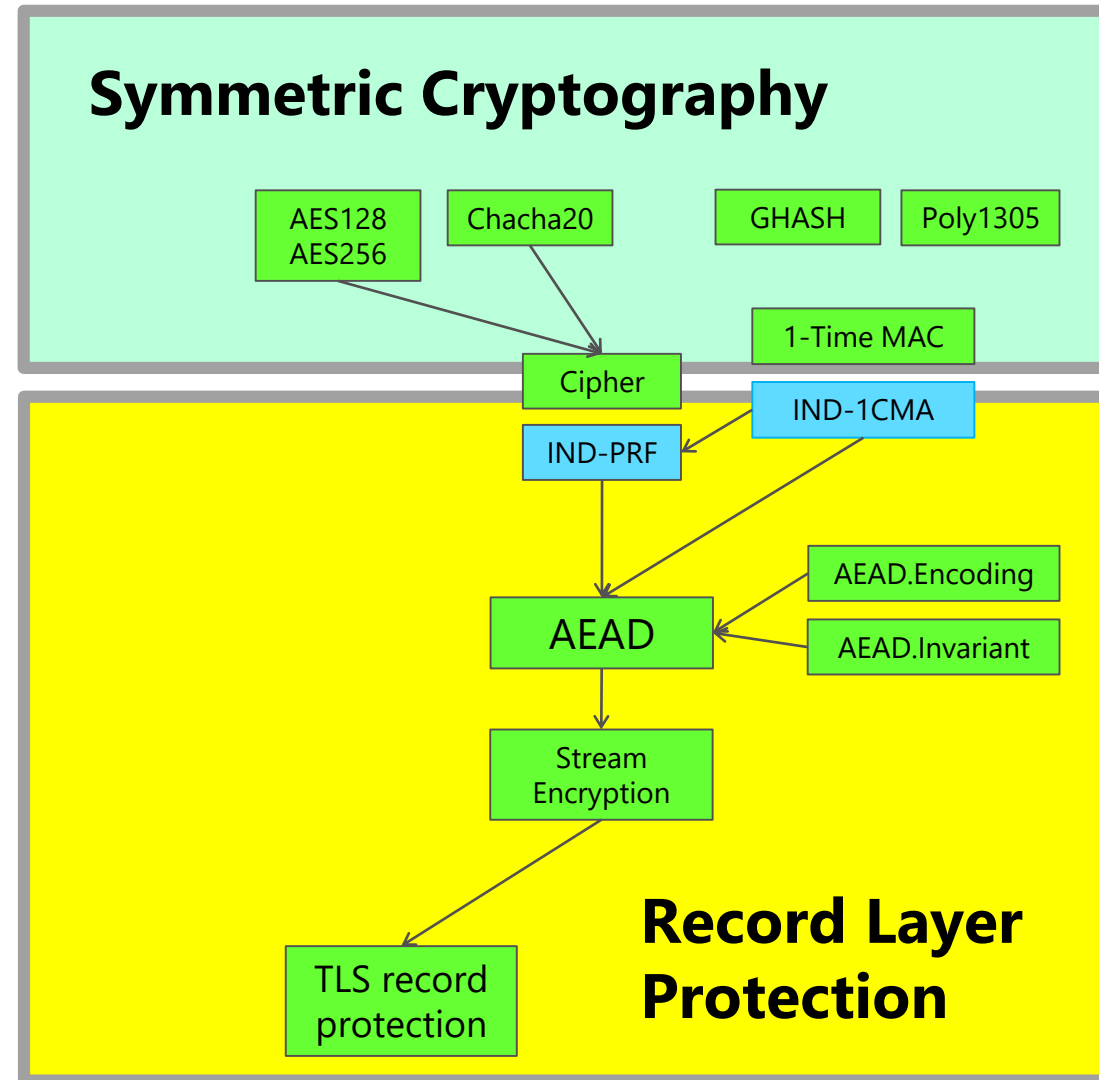 Symmetric Cryptography
AES128
AES256
Chacha20
GHASH
Poly1305
1-Time MAC
Cipher
IND-1CMA
IND-PRF
AEAD.Encoding
AEAD
AEAD.Invariant
Stream
Encryption
Record Layer
Protection
TLS record
protection